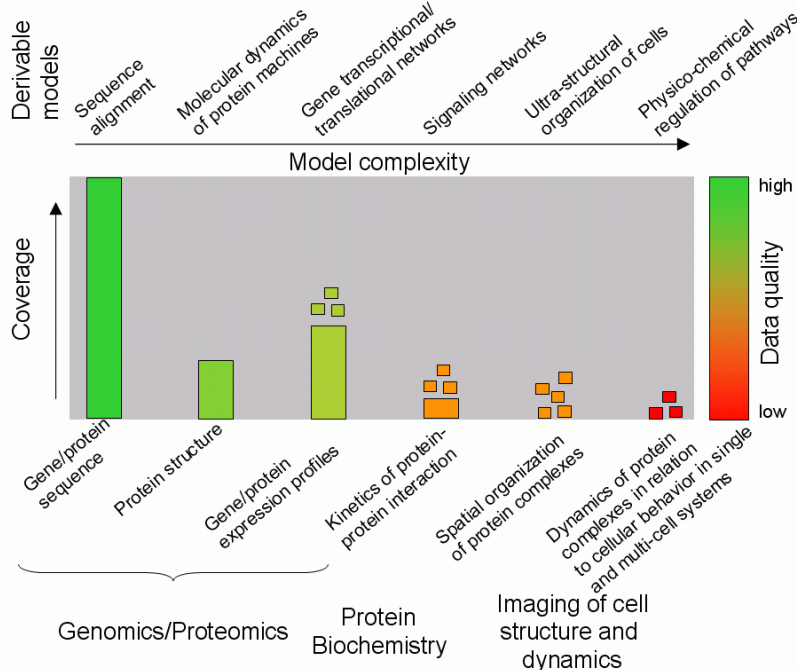 Derivable
models
Sequence
alignment
Molecular dynamics
of protein machines
Gene transcriptional/
translational networks
Signaling networks
Ultra-structural
organization of cells
Physico-chemical
regulation of pathways
Model complexity
Coverage
high
Data quality
low
Gene/protein
sequence
Protein structure
Gene/protein
expression profiles
Kinetics of protein-
protein interaction
Spatial organization
of protein complexes
Dynamics of protein
complexes in relation
to cellular behavior in single
and multi-cell systems
Genomics/Proteomics
Protein
Biochemistry
Imaging of cell
structure and
dynamics